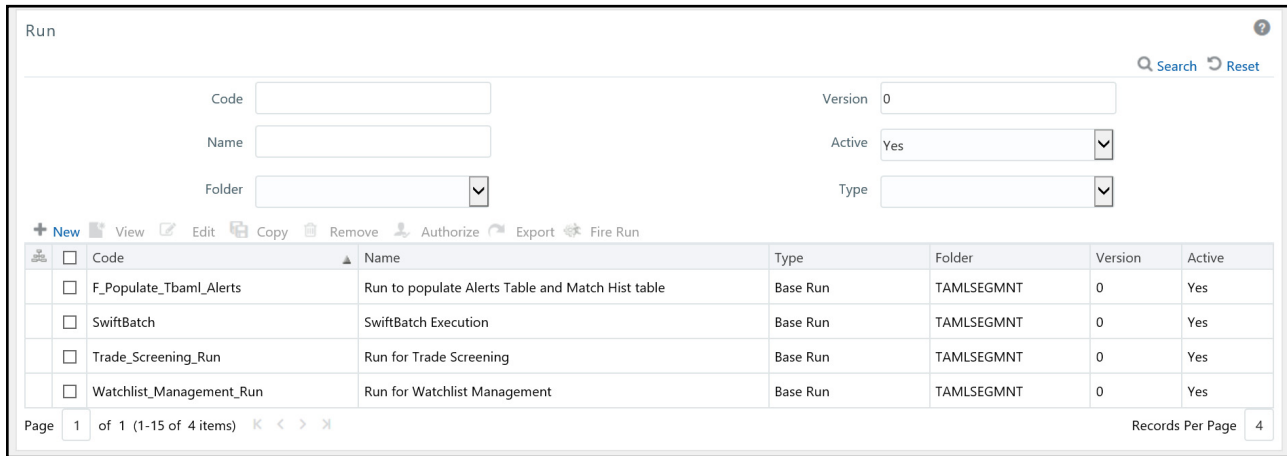 Run
Search Reset
Code Version 0
Name Active Yes
Folder Type
New View Edit Copy Remove Authorize Export Fire Run
Code Name Type Folder Version Active
F_Populate_Tbaml_Alerts Run to populate Alerts Table and Match Hist table Base Run TAMLSEGMNT 0 Yes
SwiftBatch SwiftBatch Execution Base Run TAMLSEGMNT 0 Yes
Trade_Screening_Run Run for Trade Screening Base Run TAMLSEGMNT 0 Yes
Watchlist_Management_Run Run for Watchlist Management Base Run TAMLSEGMNT 0 Yes
Page 1 of 1 (1-15 of 4 items) Records Per Page 4